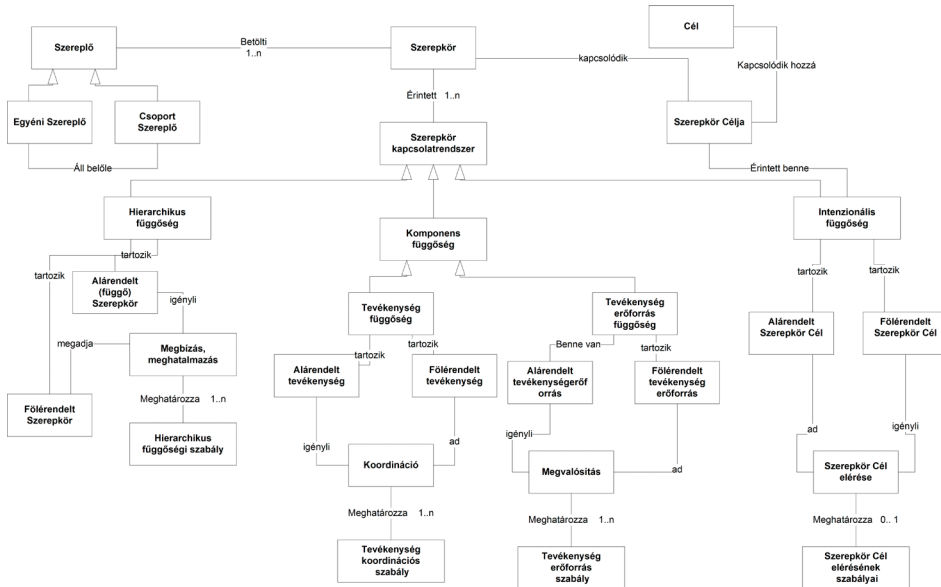 Cél
Szereplő
Betölti
1..n
Szerepkör
kapcsolódik
Kapcsolódik hozzá
Egyéni Szereplő
Csoport
Szereplő
Érintett 1..n
Szerepkör Célja
Áll belőle
Szerepkör
kapcsolatrendszer
Érintett benne
Hierarchikus
függőség
Komponens
függőség
Intenzionális
függőség
tartozik
tartozik
Alárendelt
(függő)
Szerepkör
igényli
Tevékenység
függőség
Tevékenység
erőforrás
függőség
tartozik
tartozik
megadja
Megbízás,
meghatalmazás
tartozik
tartozik
Benne van
tartozik
Alárendelt
Szerepkör Cél
Fölérendelt
Szerepkör Cél
Alárendelt
tevékenység
Fölérendelt
tevékenység
Alárendelt
tevékenységerőf
orrás
Fölérendelt
tevékenység
erőforrás
Meghatározza 1..n
Fölérendelt
Szerepkör
Hierarchikus
függőségi szabály
igényli
ad
igényli
ad
ad
igényli
Koordináció
Megvalósítás
Szerepkör Cél
elérése
Meghatározza 1..n
Meghatározza 1..n
Meghatározza 0.. 1
Tevékenység
koordinációs
szabály
Tevékenység
erőforrás
szabály
Szerepkör Cél
elérésének
szabályai